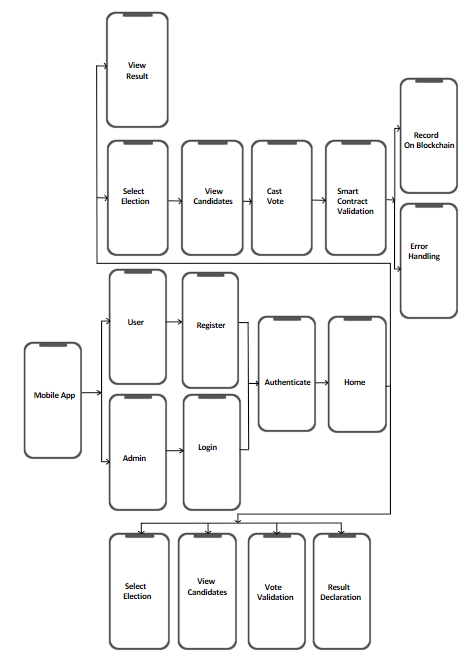 View
Result
Record
On Blockchain
Select
Election
View
Candidates
Cast
Vote
Smart
Contract
Validation
Error
Handling
User
Register
Mobile App
Authenticate
Home
Admin
Login
Select
Election
View
Candidates
Vote
Validation
Result
Declaration